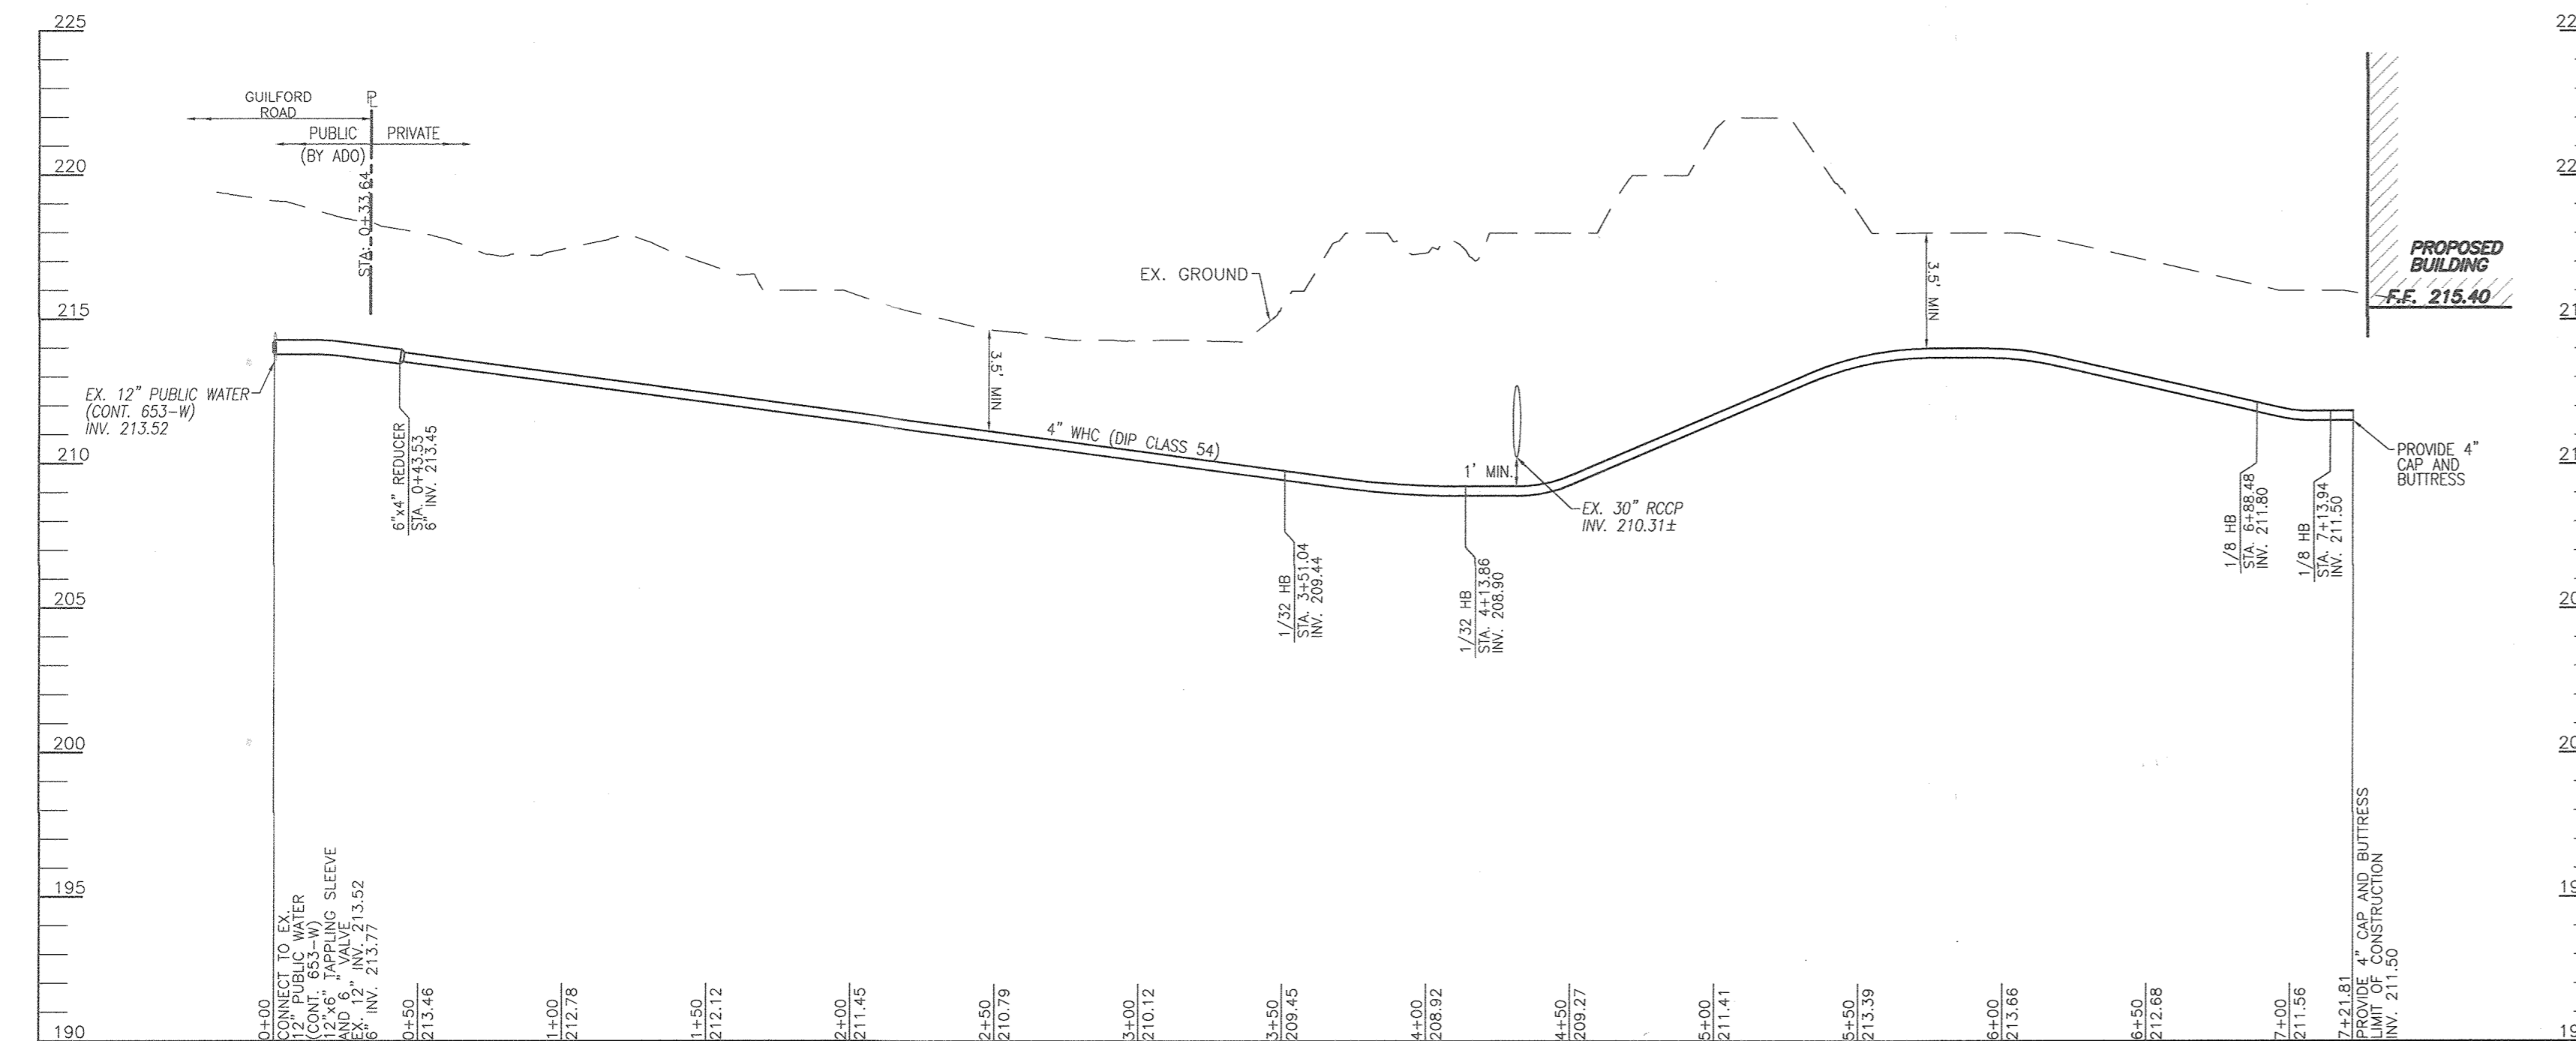 225
220
215
210
205
200
195
190
GUILFORD
ROAD
PL
PUBLIC
PRIVATE
(BY ADO)
STA: 0+33.64
EX. 12" PUBLIC WATER
(CONT. 653-W)
INV. 213.52
6"x4" REDUCER
STA. 0+43.53
6" INV. 213.45
3.5' MIN
4" WHC (DIP CLASS 54)
EX. GROUND
1/32 HB
STA. 3+51.04
INV. 209.44
1/32 HB
STA. 4+13.86
INV. 208.90
1' MIN.
EX. 30" RCCP
INV. 210.31±
3.5' MIN
PROPOSED
BUILDING
F.F. 215.40
1/8 HB
STA. 6+88.48
INV. 211.80
1/8 HB
STA. 7+13.94
INV. 211.50
PROVIDE 4"
CAP AND
BUTTRESS
0+00
CONNECT TO EX.
12" PUBLIC WATER
(CONT. 653-W)
12"x6" TAPPLING SLEEVE
AND 6 " VALVE
EX. 12" INV. 213.52
6" INV. 213.77
0+50
213.46
1+00
212.78
1+50
212.12
2+00
211.45
2+50
210.79
3+00
210.12
3+50
209.45
4+00
208.92
4+50
209.27
5+00
211.41
5+50
213.39
6+00
213.66
6+50
212.68
7+00
211.56
7+21.81
PROVIDE 4" CAP AND BUTTRESS
LIMIT OF CONSTRUCTION
INV. 211.50